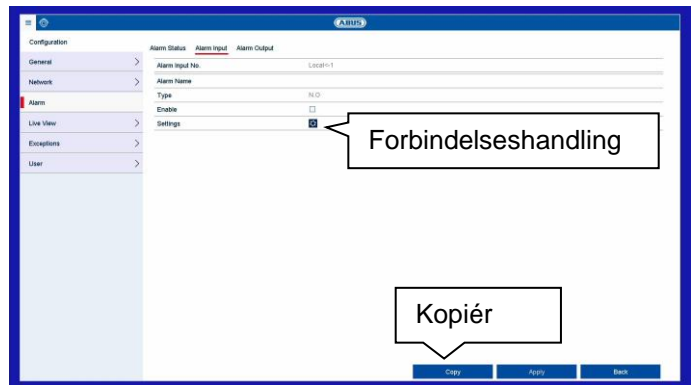 ABUS
Configuration
Alarm Status Alarm Input Alarm Output
General
Alarm Input No. Local<-1
Network
Alarm Name
Type N.O
Alarm
Enable
Live View
Settings
Forbindelseshandling
Exceptions
User
Kopiér
Copy Apply Back